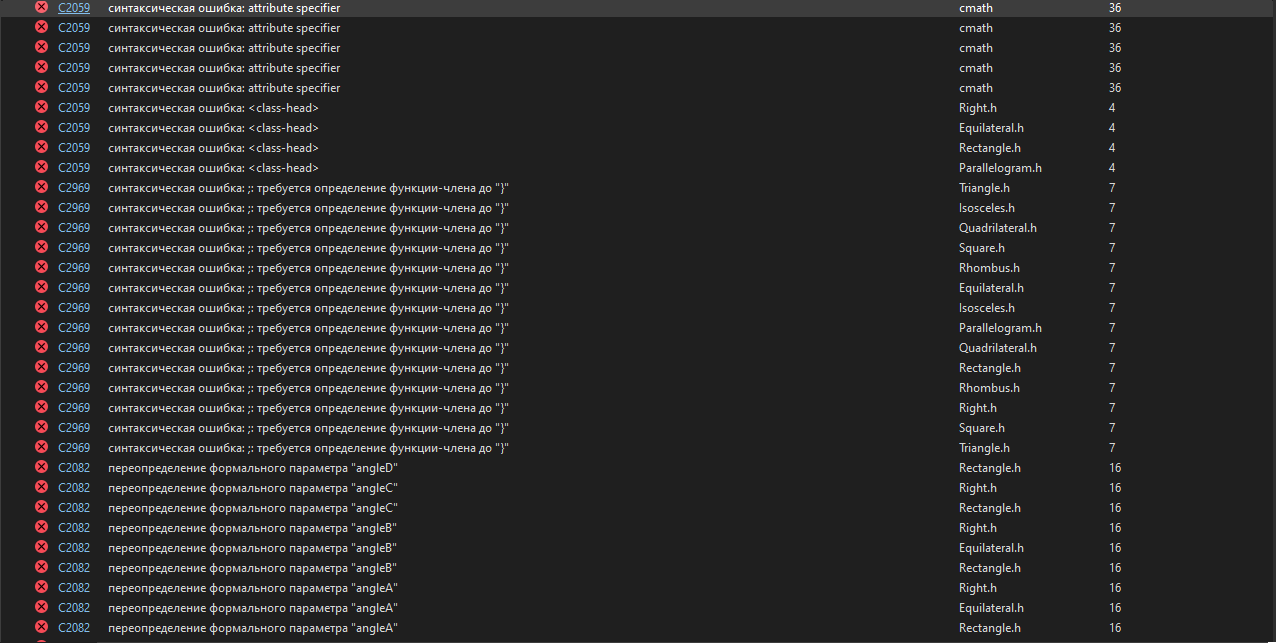 C2059 синтаксическая ошибка: attribute specifier cmath 36
C2059 синтаксическая ошибка: attribute specifier cmath 36
C2059 синтаксическая ошибка: attribute specifier cmath 36
C2059 синтаксическая ошибка: attribute specifier cmath 36
C2059 синтаксическая ошибка: attribute specifier cmath 36
C2059 синтаксическая ошибка: <class-head> Right.h 4
C2059 синтаксическая ошибка: <class-head> Equilateral.h 4
C2059 синтаксическая ошибка: <class-head> Rectangle.h 4
C2059 синтаксическая ошибка: <class-head> Parallelogram.h 4
C2969 синтаксическая ошибка: ;: требуется определение функции-члена до "}" Triangle.h 7
C2969 синтаксическая ошибка: ;: требуется определение функции-члена до "}" Isosceles.h 7
C2969 синтаксическая ошибка: ;: требуется определение функции-члена до "}" Quadrilateral.h 7
C2969 синтаксическая ошибка: ;: требуется определение функции-члена до "}" Square.h 7
C2969 синтаксическая ошибка: ;: требуется определение функции-члена до "}" Rhombus.h 7
C2969 синтаксическая ошибка: ;: требуется определение функции-члена до "}" Equilateral.h 7
C2969 синтаксическая ошибка: ;: требуется определение функции-члена до "}" Isosceles.h 7
C2969 синтаксическая ошибка: ;: требуется определение функции-члена до "}" Parallelogram.h 7
C2969 синтаксическая ошибка: ;: требуется определение функции-члена до "}" Quadrilateral.h 7
C2969 синтаксическая ошибка: ;: требуется определение функции-члена до "}" Rectangle.h 7
C2969 синтаксическая ошибка: ;: требуется определение функции-члена до "}" Rhombus.h 7
C2969 синтаксическая ошибка: ;: требуется определение функции-члена до "}" Right.h 7
C2969 синтаксическая ошибка: ;: требуется определение функции-члена до "}" Square.h 7
C2969 синтаксическая ошибка: ;: требуется определение функции-члена до "}" Triangle.h 7
C2082 переопределение формального параметра "angleD" Rectangle.h 16
C2082 переопределение формального параметра "angleC" Right.h 16
C2082 переопределение формального параметра "angleC" Rectangle.h 16
C2082 переопределение формального параметра "angleB" Right.h 16
C2082 переопределение формального параметра "angleB" Equilateral.h 16
C2082 переопределение формального параметра "angleB" Rectangle.h 16
C2082 переопределение формального параметра "angleA" Right.h 16
C2082 переопределение формального параметра "angleA" Equilateral.h 16
C2082 переопределение формального параметра "angleA" Rectangle.h 16